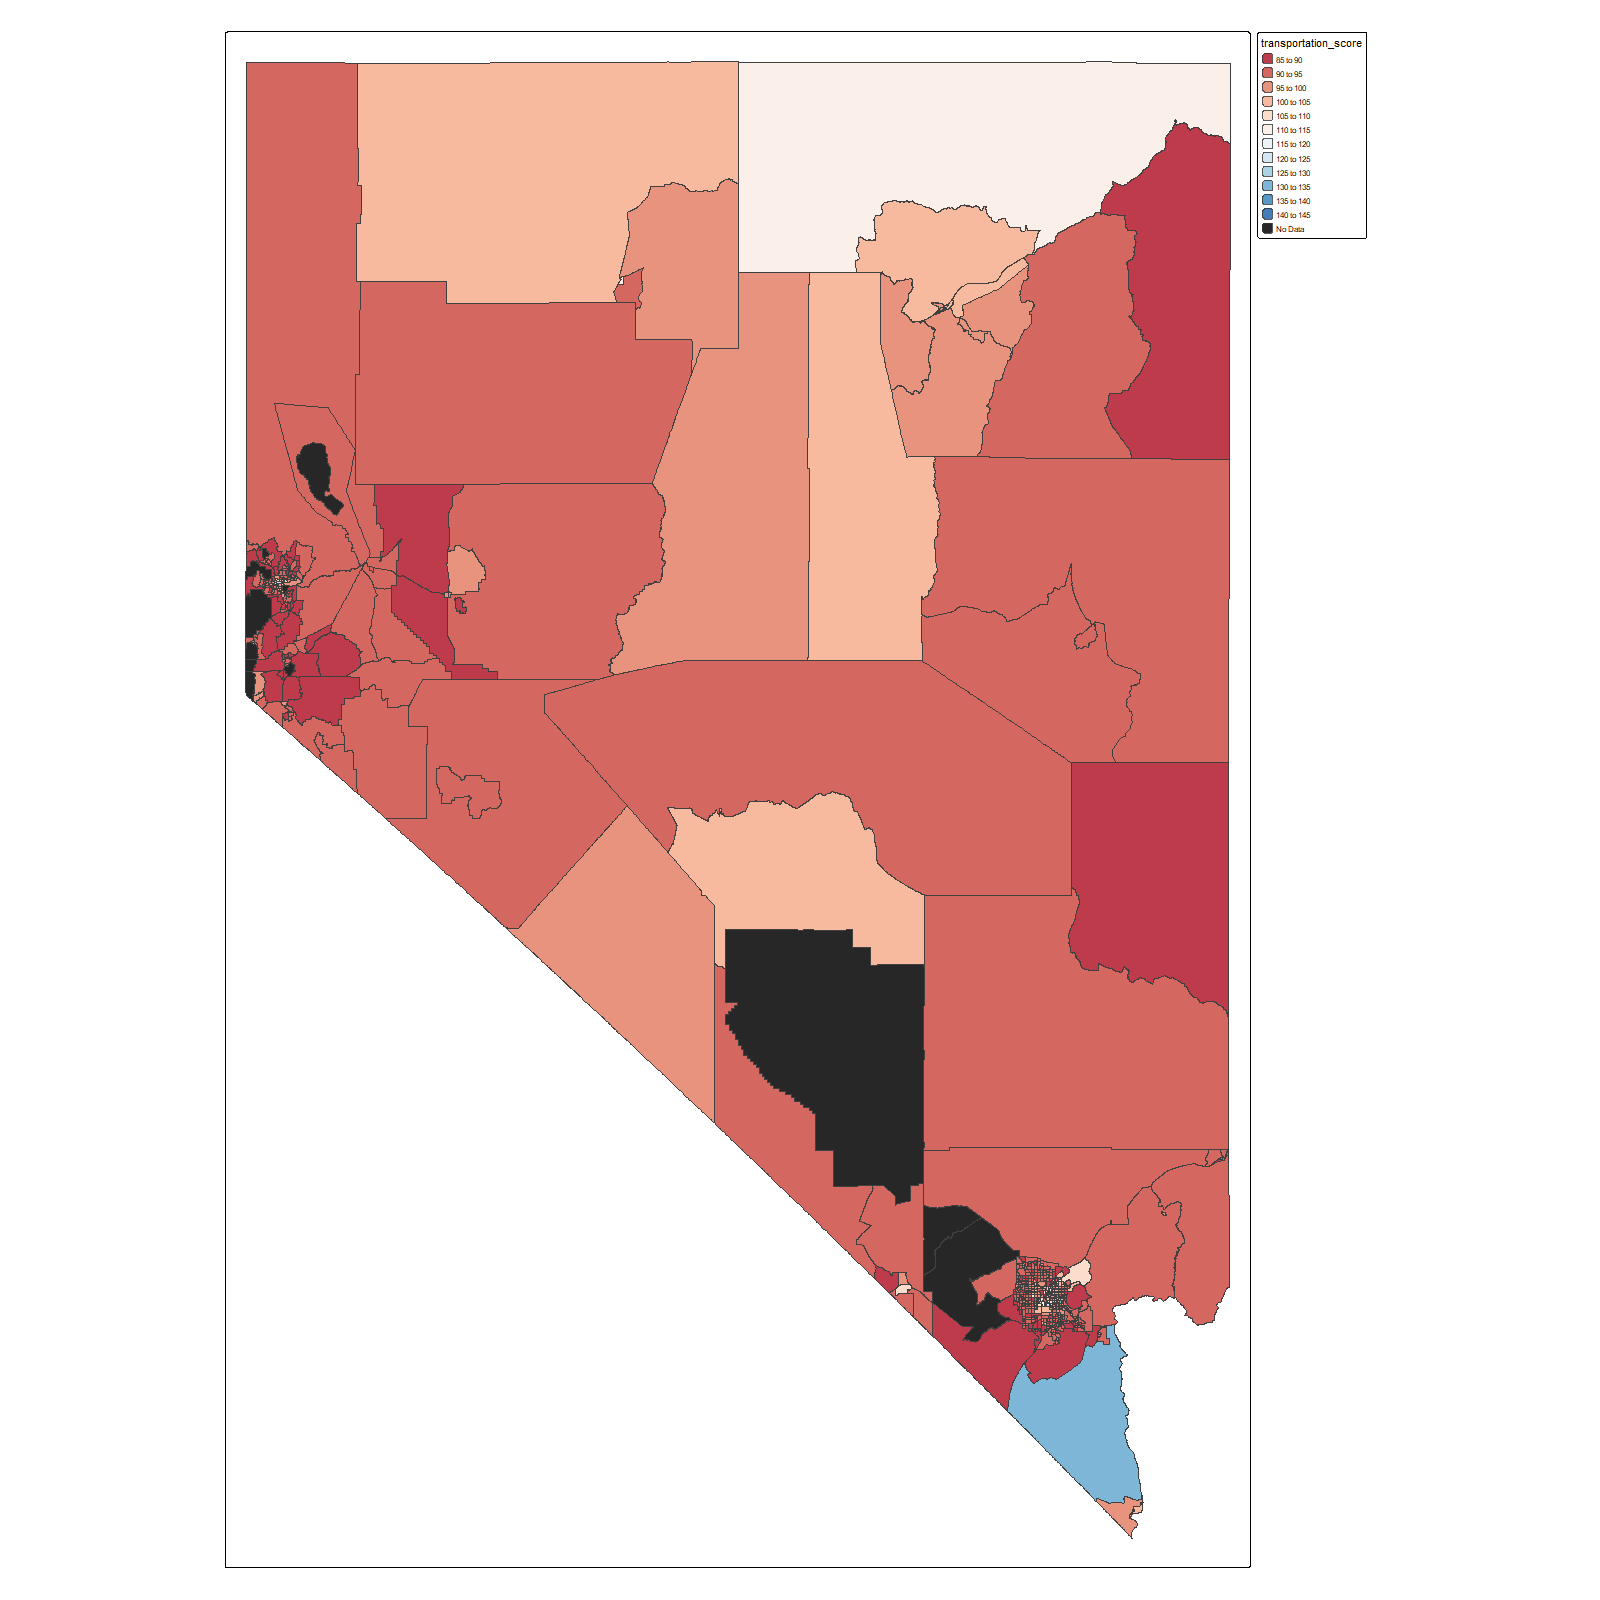 transportation_score
85 to 90
90 to 95
95 to 100
100 to 105
105 to 110
110 to 115
115 to 120
120 to 125
125 to 130
130 to 135
135 to 140
140 to 145
No Data